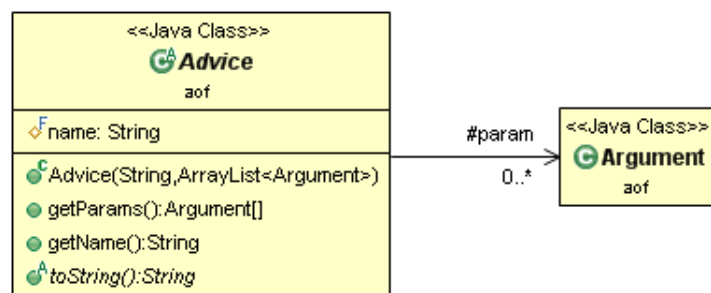 <<Java Class>>
Advice
aof
name: String
Advice(String,ArrayList<Argument>)
getParams():Argument[]
getName():String
toString():String
#param
0..*
<<Java Class>>
Argument
aof